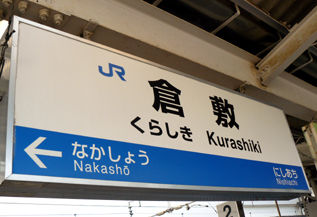 JR
倉敷
くらしき Kurashiki
← なかしょう にしあち
Nakashō Nishiachi
2